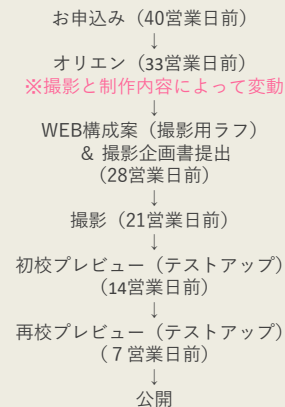 お申込み（40営業日前）
↓
オリエン（33営業日前）
※撮影と制作内容によって変動
↓
WEB構成案（撮影用ラフ）
& 撮影企画書提出
（28営業日前）
↓
撮影（21営業日前）
↓
初校プレビュー（テストアップ）
（14営業日前）
↓
再校プレビュー（テストアップ）
（７営業日前）
↓
公開